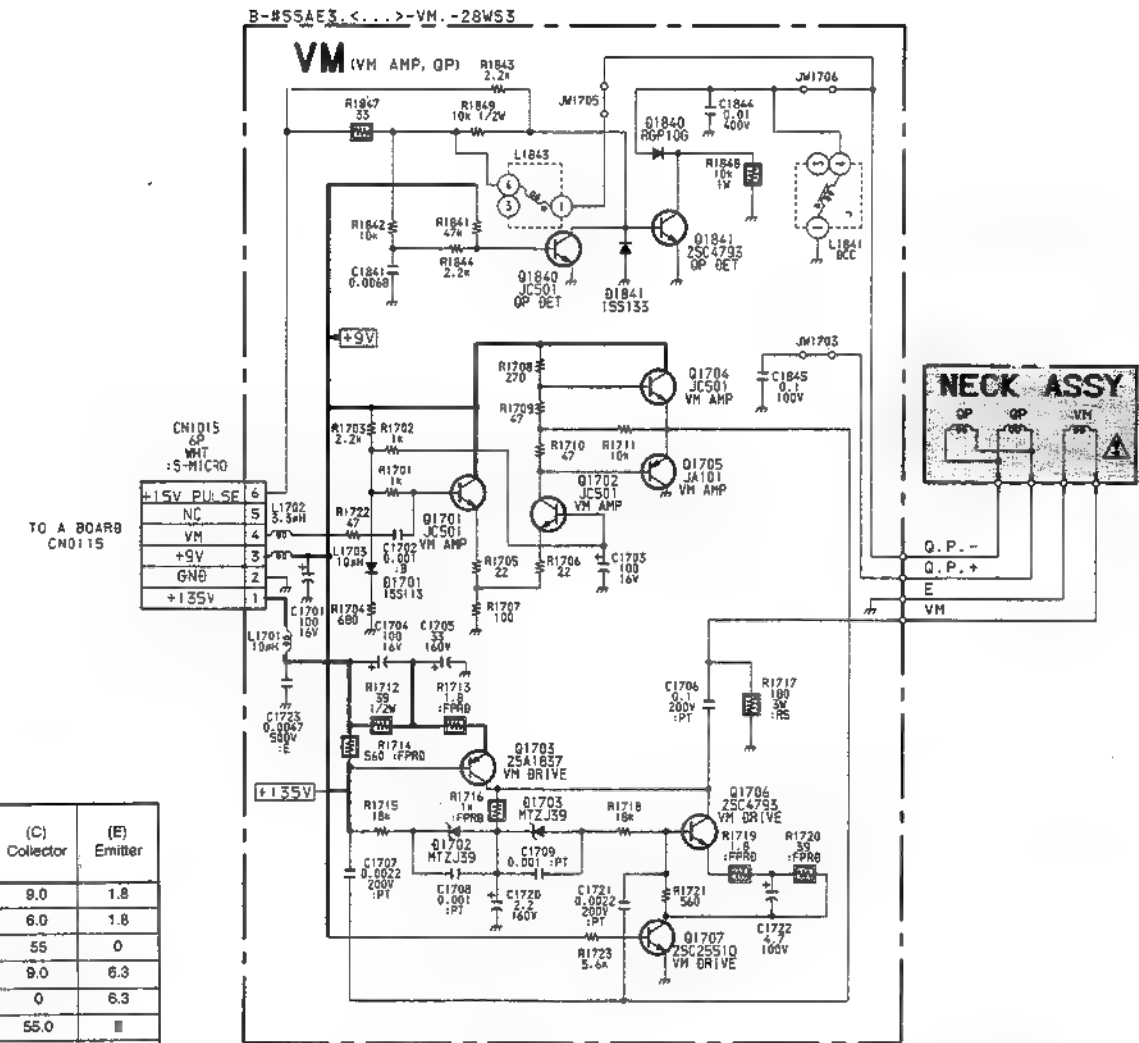 B-#SSAE3.<...>-VM.-28WS3
VM (VM AMP, QP)
R1843
2.2k
R1847
33
R1849
10k 1/2W
JW1705
JW1706
C1844
0.01
400V
D1840
RGP10G
R1848
10k
1W
L1843
4
3
1
3
4
1
L1841
DCC
R1842
10k
R1841
47k
R1844
2.2k
C1841
0.0068
Q1840
JC501
QP DET
D1841
1SS133
Q1841
2SC4793
QP DET
+9V
JW1703
C1845
0.1
100V
R1708
270
Q1704
JC501
VM AMP
R1709
47
R1703
2.2k
R1702
1k
R1710
47
R1711
10k
R1701
1k
Q1705
JA101
VM AMP
Q1702
JC501
VM AMP
NECK ASSY
QP
QP
VM
CN1015
6P
WHT
:S-MICRO
+15V PULSE 6
NC 5
VM 4
+9V 3
GND 2
+135V 1
TO A BOARD
CN0115
L1702
3.3µH
R1722
47
C1702
0.001
:B
Q1701
JC501
VM AMP
L1703
10µH
D1701
1SS113
R1705
22
R1706
22
C1703
100
16V
C1701
100
16V
R1704
680
R1707
100
Q.P.-
Q.P.+
E
VM
L1701
10µH
C1704
100
16V
C1705
33
160V
R1712
39
1/2W
R1713
1.8
:FPRD
C1723
0.0047
500V
:E
R1714
560 :FPRD
C1706
0.1
200V
:PT
R1717
180
3W
:RS
Q1703
2SA1837
VM DRIVE
+135V
R1715
18k
R1716
1k
:FPRD
D1703
MTZJ39
R1718
18k
Q1706
2SC4793
VM DRIVE
D1702
MTZJ39
C1709
0.001 :PT
R1719
1.8
:FPRD
R1720
39
:FPRD
C1707
0.0022
200V
:PT
C1708
0.001
:PT
C1720
2.2
160V
C1721
0.0022
200V
:PT
R1721
560
C1722
4.7
100V
R1723
5.6k
Q1707
2SC2551O
VM DRIVE
(C)
Collector
(E)
Emitter
9.0 1.8
6.0 1.8
55 0
9.0 6.3
0 6.3
55.0